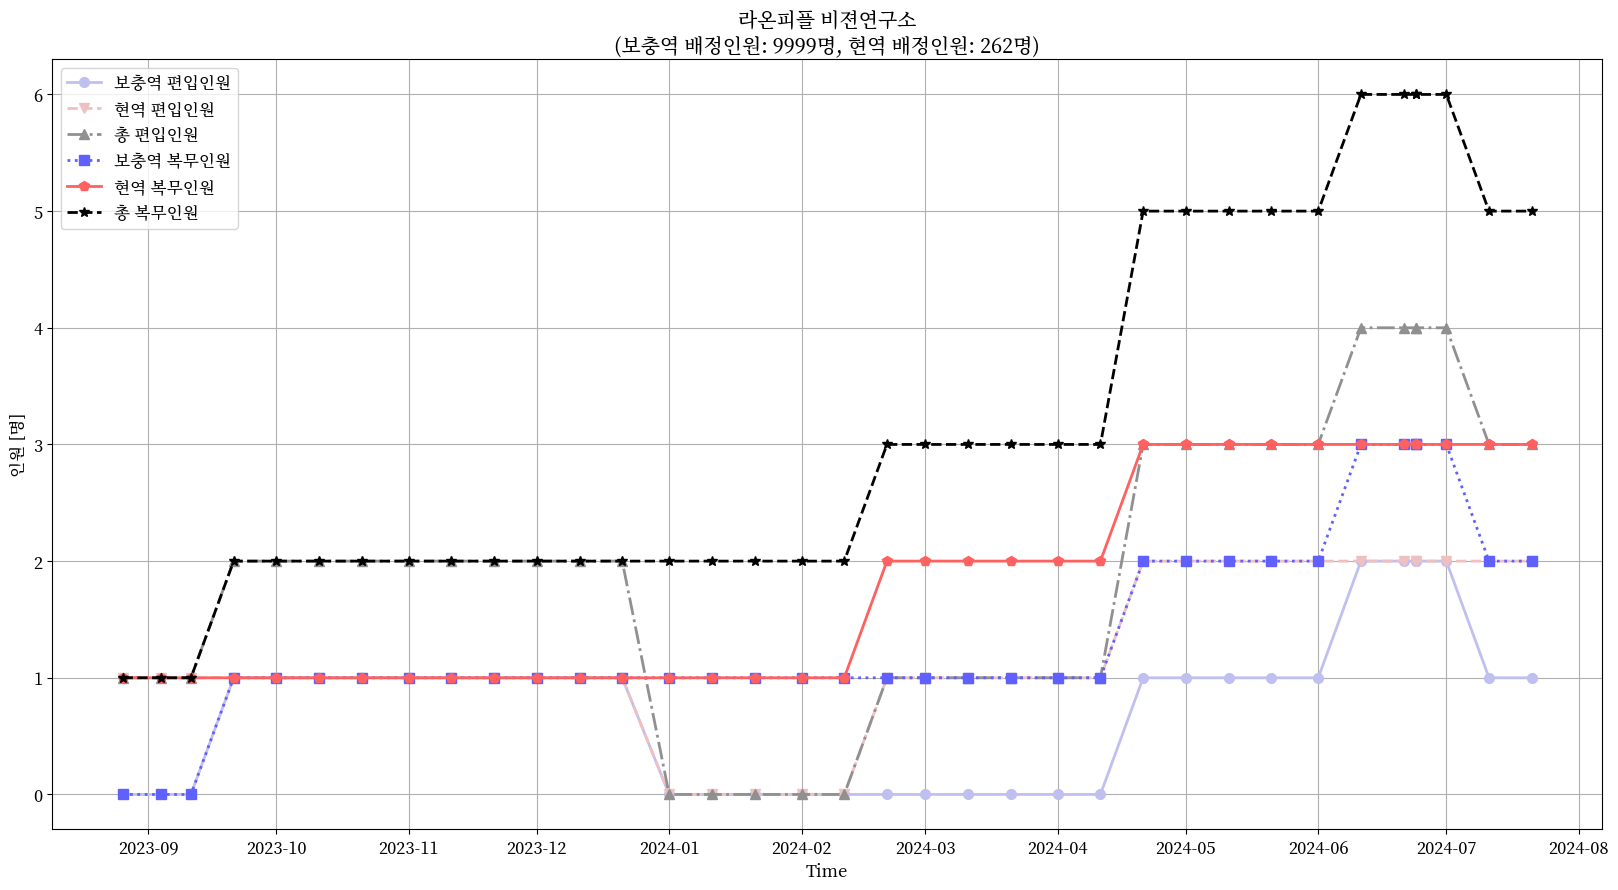 라온피플 비젼연구소
(보충역 배정인원: 9999명, 현역 배정인원: 262명)
보충역 편입인원
현역 편입인원
총 편입인원
보충역 복무인원
현역 복무인원
총 복무인원
6
5
4
3
2
1
0
인원 [명]
2023-09 2023-10 2023-11 2023-12 2024-01 2024-02 2024-03 2024-04 2024-05 2024-06 2024-07 2024-08
Time